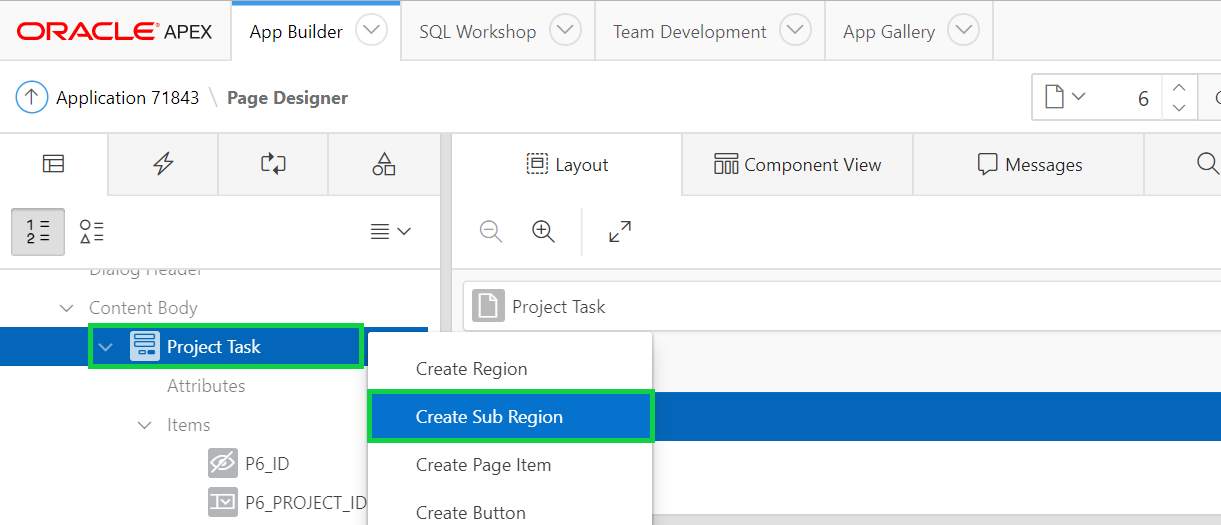 ORACLE APEX App Builder SQL Workshop Team Development App Gallery
Application 71843 \ Page Designer 6
Layout Component View Messages
1 =
2 =
Dialog Header
Content Body
Project Task
Project Task
Attributes
Items
P6_ID
P6_PROJECT_ID
Create Region
Create Sub Region
Create Page Item
Create Button